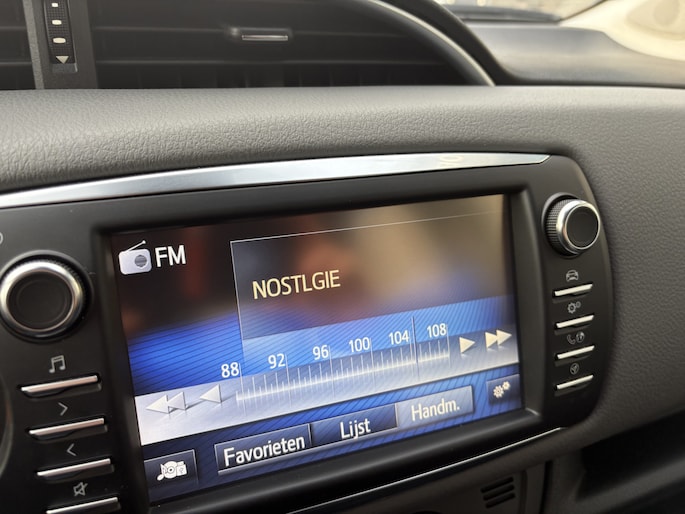 FM
NOSTLGIE
88 92 96 100 104 108
Favorieten Lijst Handm.